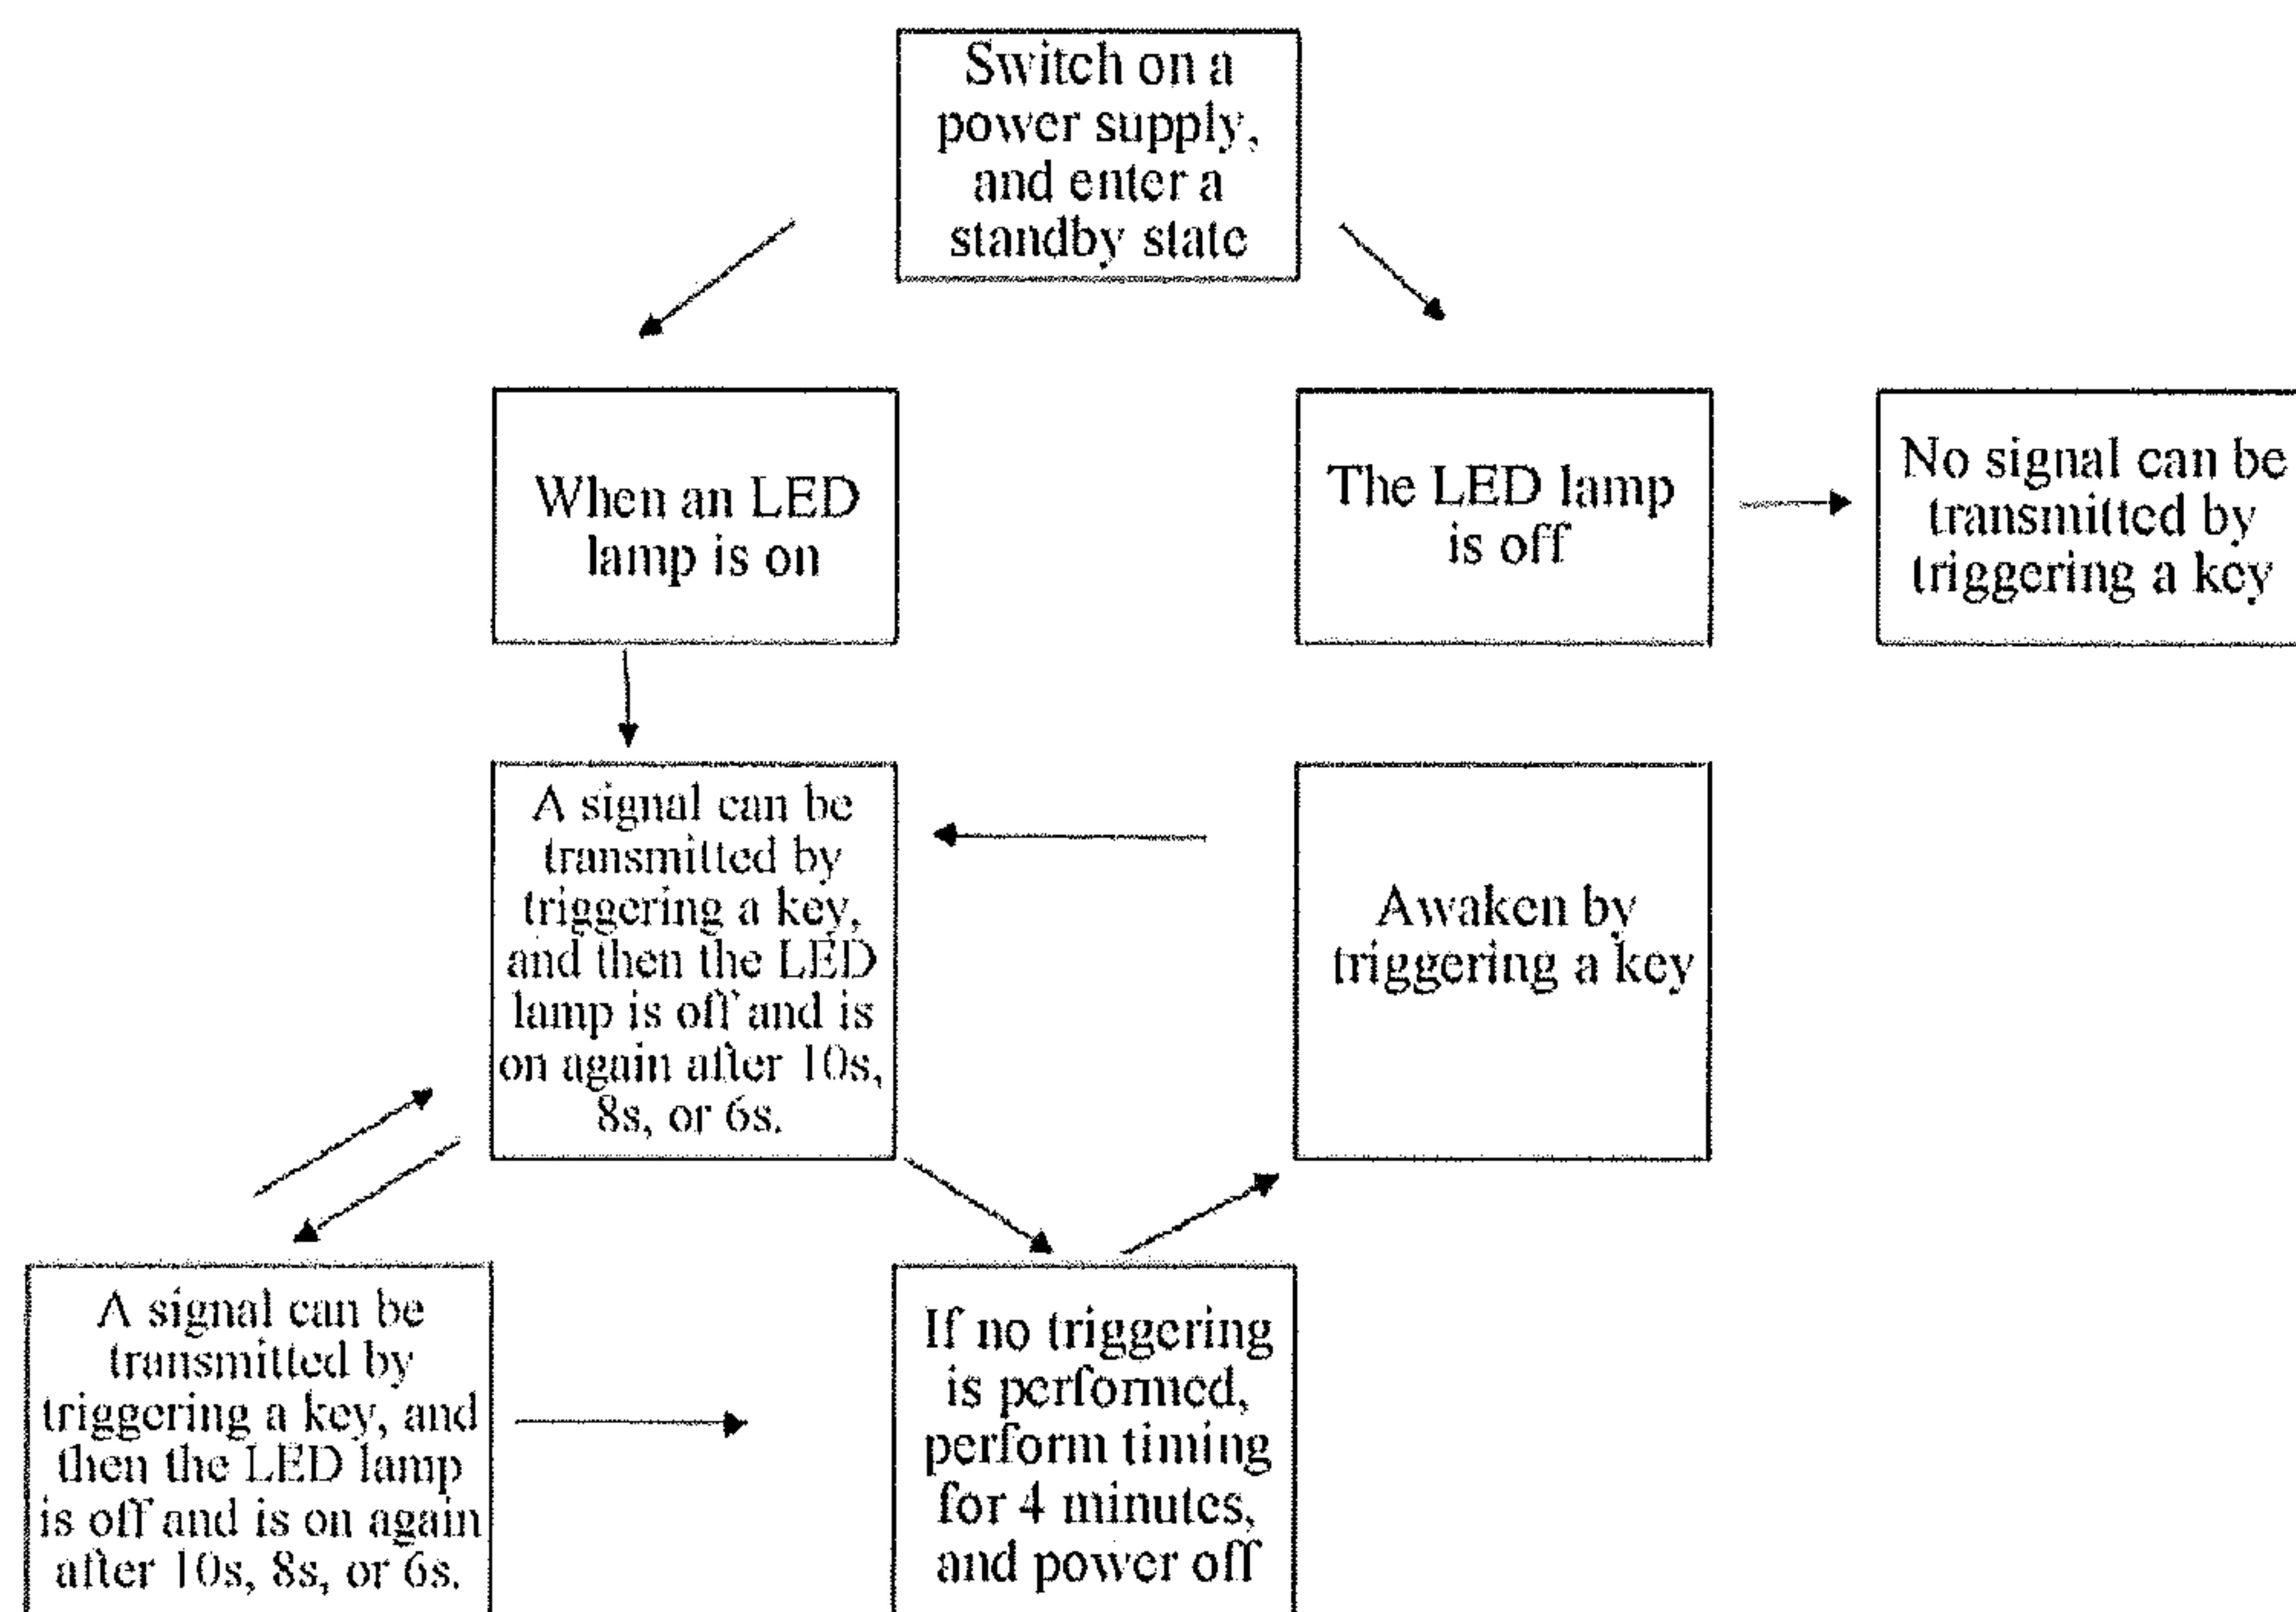 Switch on a
power supply,
and enter a
standby state
When an LED
lamp is on
The LED lamp
is off
No signal can be
transmitted by
triggering a key
A signal can be
transmitted by
triggering a key,
and then the LED
lamp is off and is
on again after 10s,
8s, or 6s.
Awaken by
triggering a key
A signal can be
transmitted by
triggering a key, and
then the LED lamp
is off and is on again
after 10s, 8s, or 6s.
If no triggering
is performed,
perform timing
for 4 minutes,
and power off